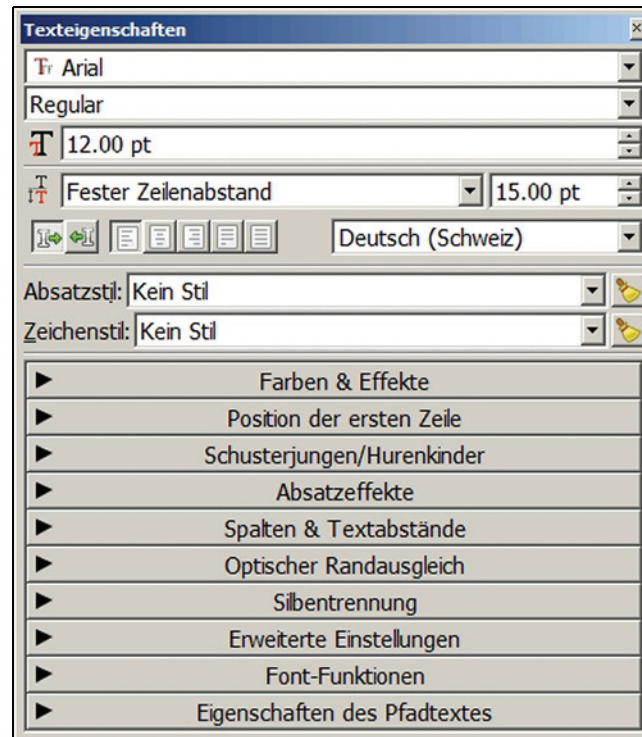 Texteigenschaften
Arial
Regular
12.00 pt
Fester Zeilenabstand 15.00 pt
Deutsch (Schweiz)
Absatzstil: Kein Stil
Zeichenstil: Kein Stil
Farben & Effekte
Position der ersten Zeile
Schusterjungen/Hurenkinder
Absatzeffekte
Spalten & Textabstände
Optischer Randausgleich
Silbentrennung
Erweiterte Einstellungen
Font-Funktionen
Eigenschaften des Pfadtextes